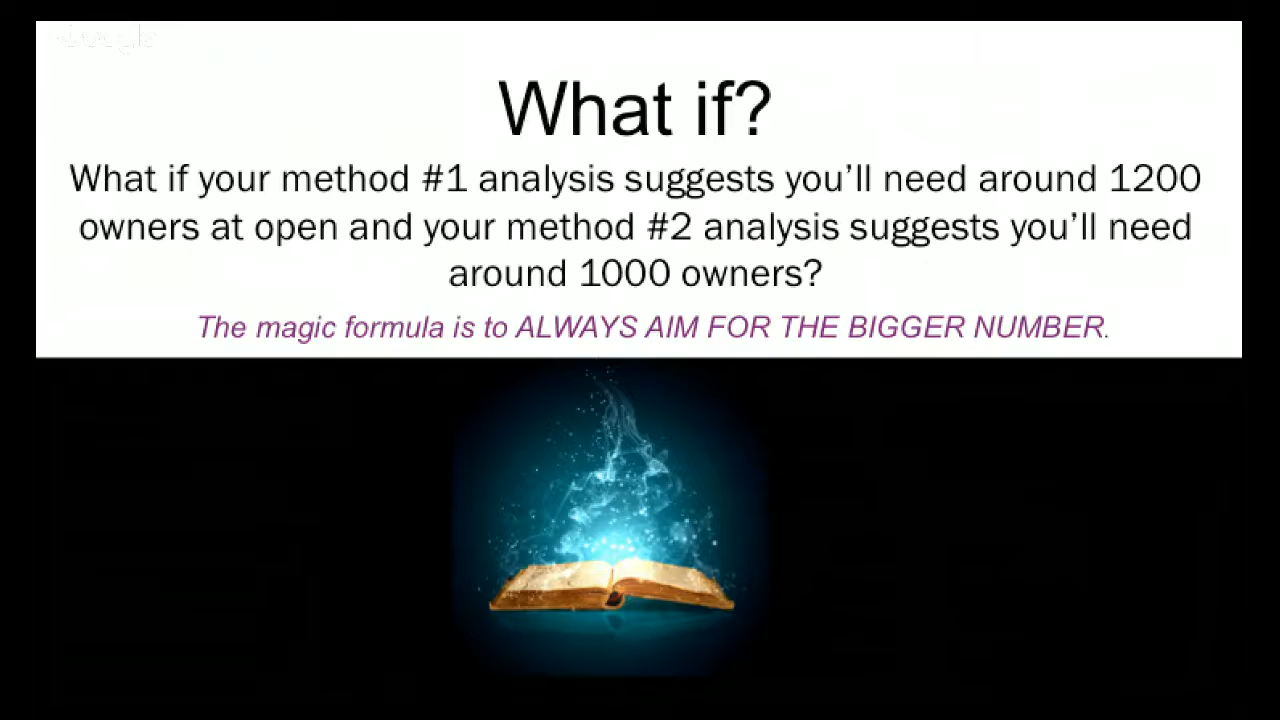 What if?
What if your method #1 analysis suggests you’ll need around 1200
owners at open and your method #2 analysis suggests you’ll need
around 1000 owners?
The magic formula is to ALWAYS AIM FOR THE BIGGER NUMBER.